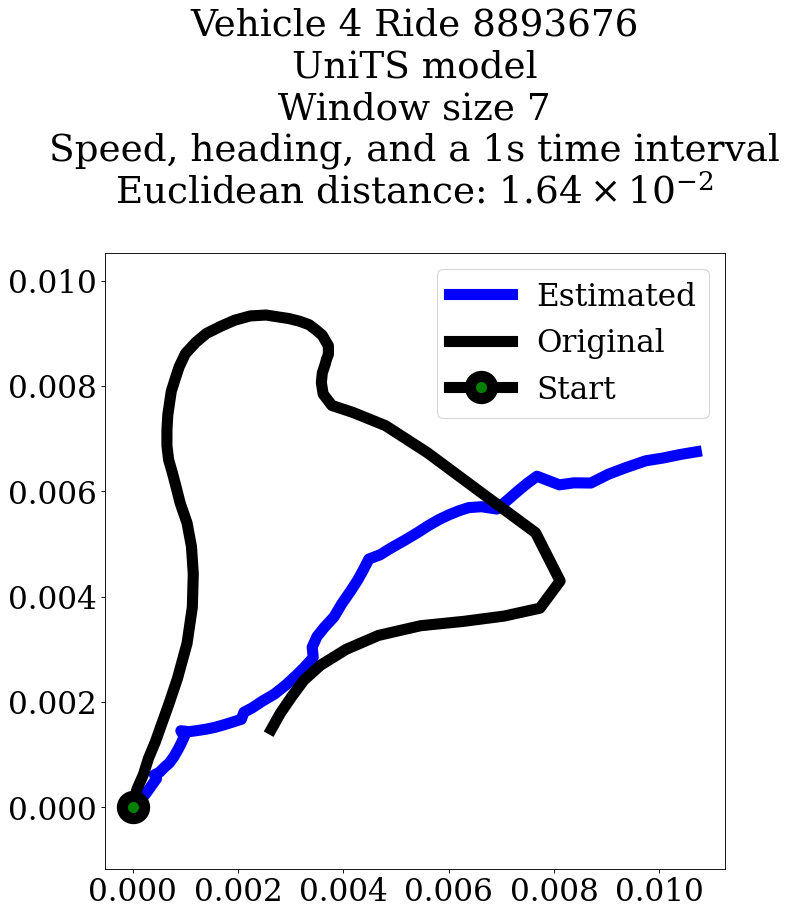 Vehicle 4 Ride 8893676
UniTS model
Window size 7
Speed, heading, and a 1s time interval
Euclidean distance: 1.64 × 10⁻²
0.010
0.008
0.006
0.004
0.002
0.000
Estimated
Original
Start
0.000 0.002 0.004 0.006 0.008 0.010